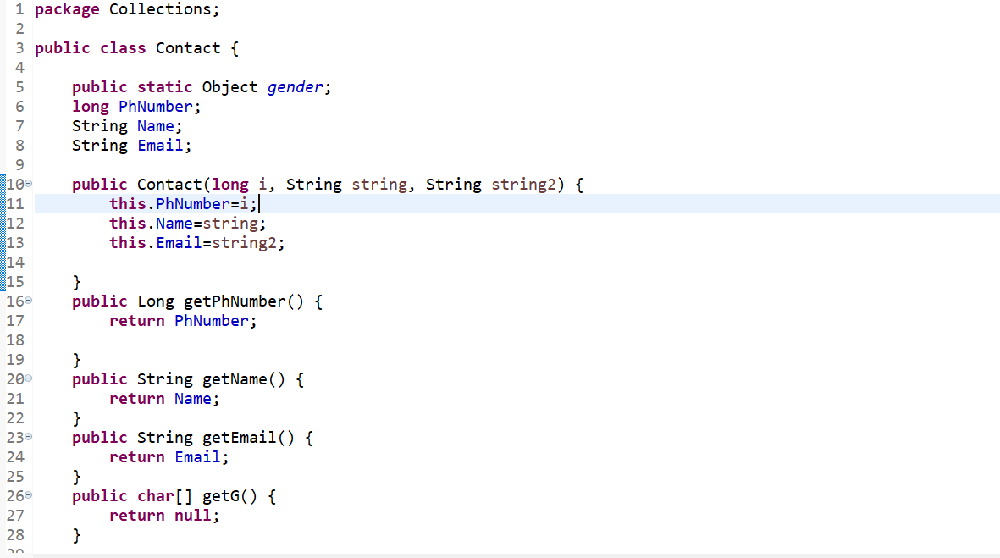 1 package Collections;
2
3 public class Contact {
4
5     public static Object gender;
6     long PhNumber;
7     String Name;
8     String Email;
9
10     public Contact(long i, String string, String string2) {
11         this.PhNumber=i;
12         this.Name=string;
13         this.Email=string2;
14
15     }
16     public Long getPhNumber() {
17         return PhNumber;
18
19     }
20     public String getName() {
21         return Name;
22     }
23     public String getEmail() {
24         return Email;
25     }
26     public char[] getG() {
27         return null;
28     }